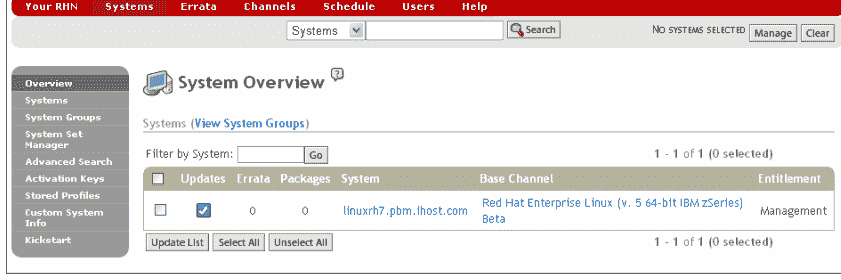 Your RHN Systems Errata Channels Schedule Users Help
Systems Search NO SYSTEMS SELECTED Manage Clear
Overview
Systems
System Groups
System Set
Manager
Advanced Search
Activation Keys
Stored Profiles
Custom System
Info
Kickstart
System Overview ?
Systems (View System Groups)
Filter by System: Go 1 - 1 of 1 (0 selected)
Updates Errata Packages System Base Channel Entitlement
0 0 linuxrh7.pbm.ihost.com Red Hat Enterprise Linux (v. 5 64-bit IBM zSeries) Management
Beta
Update List Select All Unselect All 1 - 1 of 1 (0 selected)